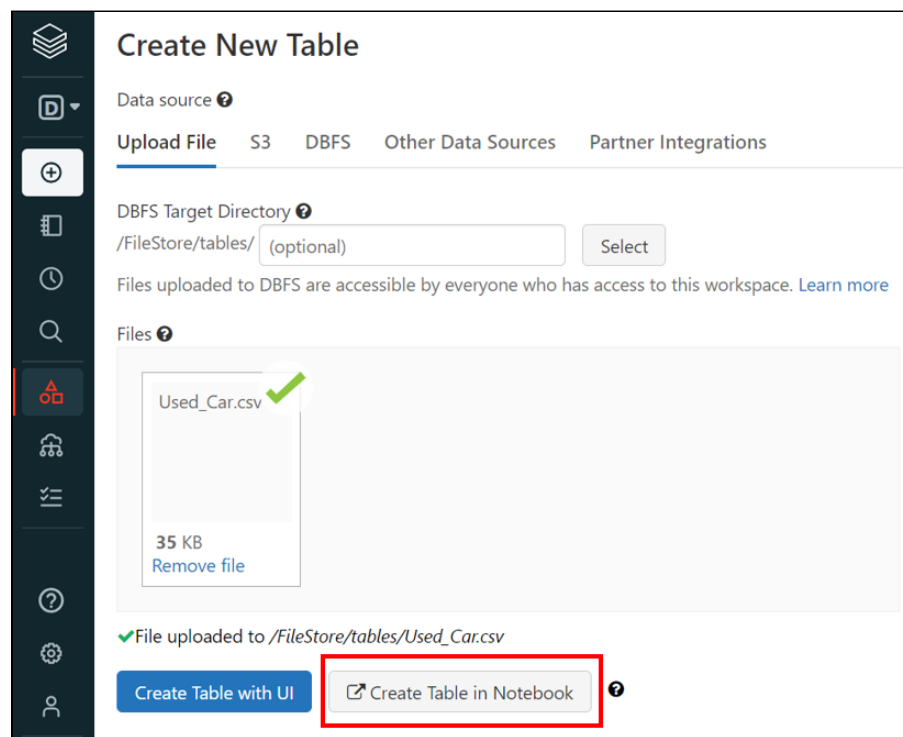 Create New Table
D
Data source ?
Upload File S3 DBFS Other Data Sources Partner Integrations
DBFS Target Directory ?
/FileStore/tables/ (optional) Select
Files uploaded to DBFS are accessible by everyone who has access to this workspace. Learn more
Files ?
Used_Car.csv
35 KB
Remove file
File uploaded to /FileStore/tables/Used_Car.csv
Create Table with UI Create Table in Notebook ?